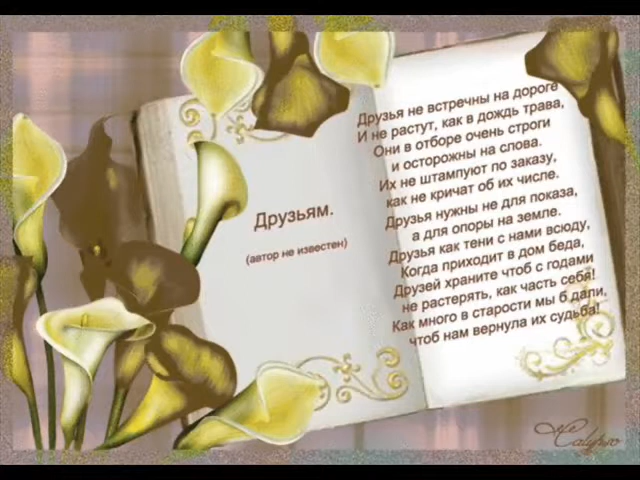 Друзьям.
(автор не известен)
Друзья не встречны на дороге
И не растут, как в дождь трава,
Они в отборе очень строги
и осторожны на слова.
Их не штампуют по заказу,
как не кричат об их числе.
Друзья нужны не для показа,
а для опоры на земле.
Друзья как тени с нами всюду,
Когда приходит в дом беда,
Друзей храните чтоб с годами
не растерять, как часть себя!
Как много в старости мы б дали,
чтоб нам вернула их судьба!
Calypso